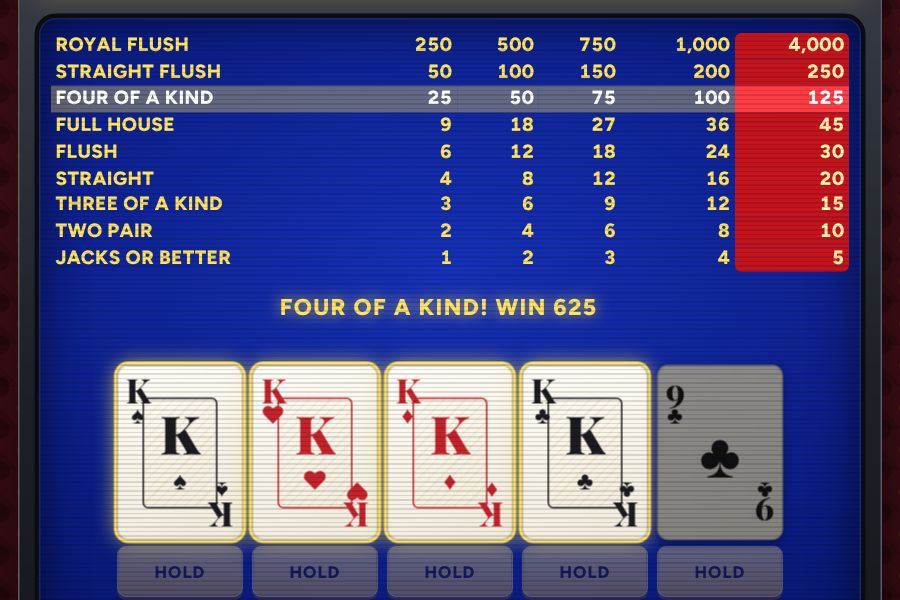 ROYAL FLUSH 250 500 750 1,000 4,000
STRAIGHT FLUSH 50 100 150 200 250
FOUR OF A KIND 25 50 75 100 125
FULL HOUSE 9 18 27 36 45
FLUSH 6 12 18 24 30
STRAIGHT 4 8 12 16 20
THREE OF A KIND 3 6 9 12 15
TWO PAIR 2 4 6 8 10
JACKS OR BETTER 1 2 3 4 5
FOUR OF A KIND! WIN 625
K K K K 9
K K K K
K K K K 9
HOLD HOLD HOLD HOLD HOLD